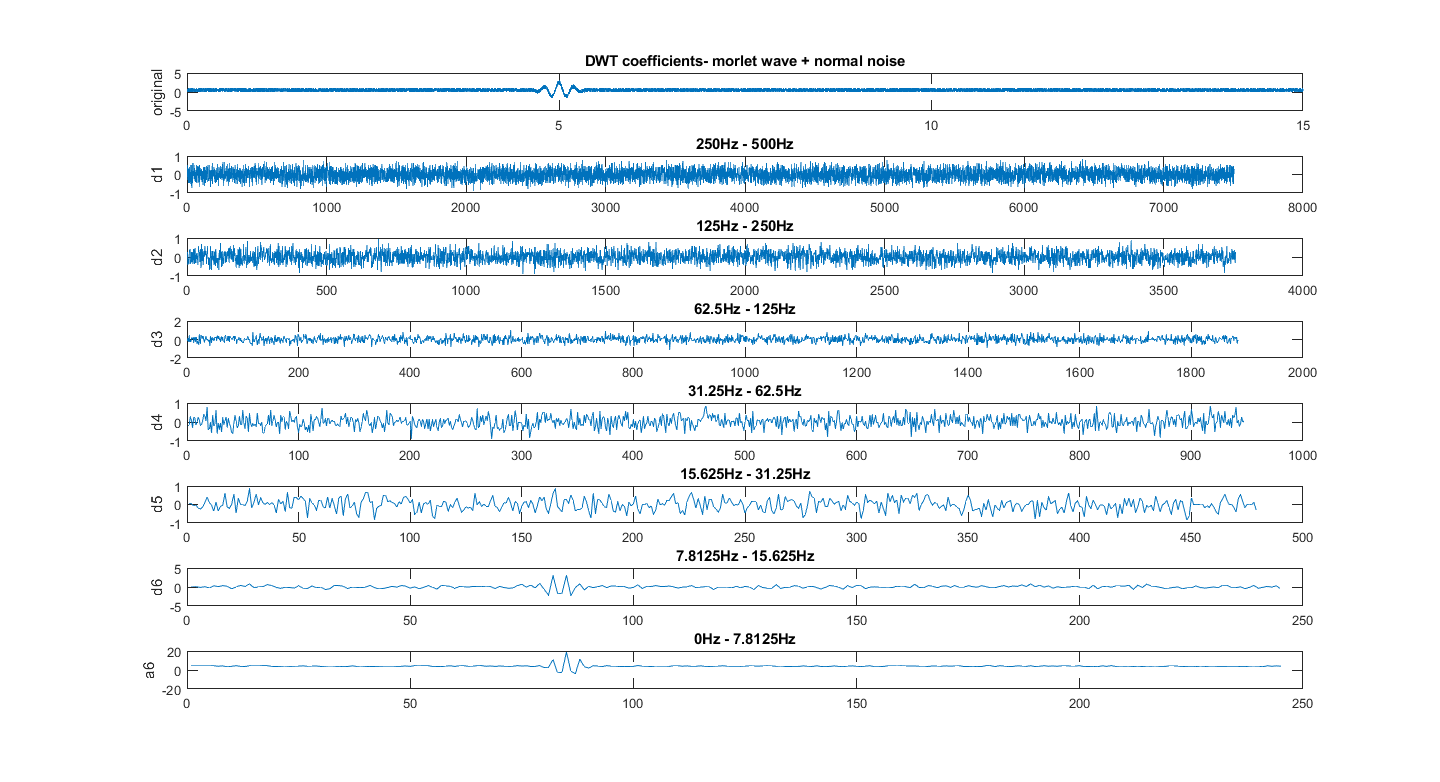 DWT coefficients- morlet wave + normal noise
original
5
0
-5
0 5 10 15
250Hz - 500Hz
d1
1
0
-1
0 1000 2000 3000 4000 5000 6000 7000 8000
125Hz - 250Hz
d2
1
0
-1
0 500 1000 1500 2000 2500 3000 3500 4000
62.5Hz - 125Hz
d3
2
0
-2
0 200 400 600 800 1000 1200 1400 1600 1800 2000
31.25Hz - 62.5Hz
d4
1
0
-1
0 100 200 300 400 500 600 700 800 900 1000
15.625Hz - 31.25Hz
d5
1
0
-1
0 50 100 150 200 250 300 350 400 450 500
7.8125Hz - 15.625Hz
d6
5
0
-5
0 50 100 150 200 250
0Hz - 7.8125Hz
a6
20
0
-20
0 50 100 150 200 250